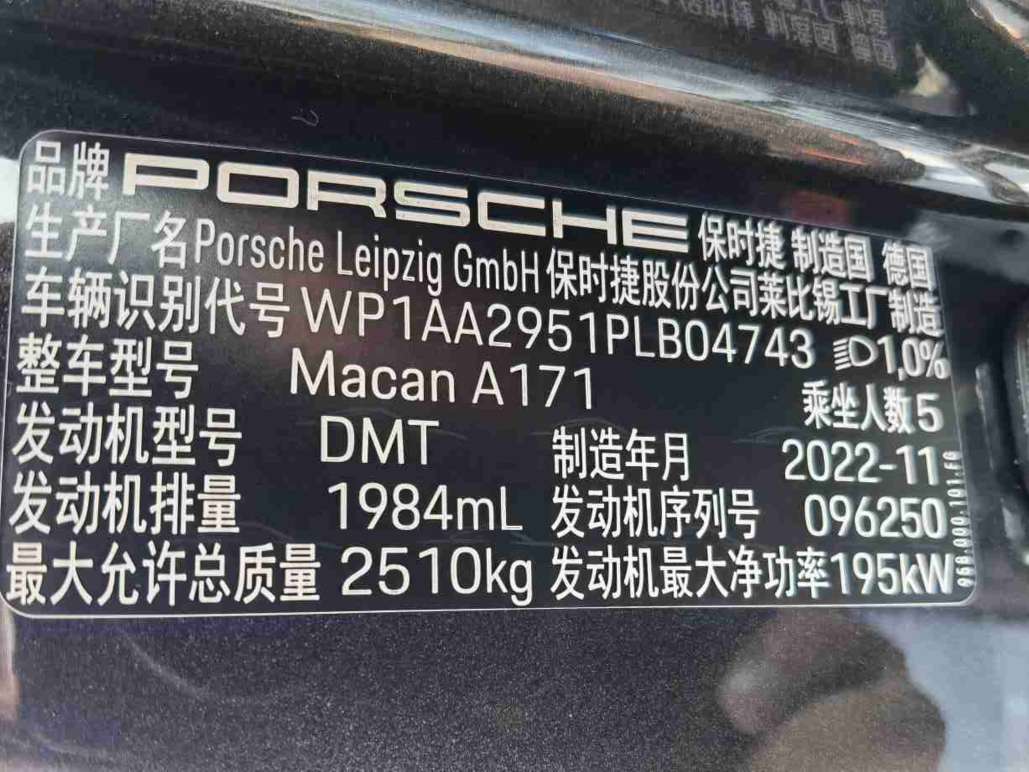 品牌 PORSCHE 保时捷 制造国 德国
生产厂名 Porsche Leipzig GmbH 保时捷股份公司莱比锡工厂制造
车辆识别代号 WP1AA2951PLB04743 1,0%
整车型号 Macan A171 乘坐人数 5
发动机型号 DMT 制造年月 2022-11
发动机排量 1984mL 发动机序列号 096250
最大允许总质量 2510kg 发动机最大净功率 195kW